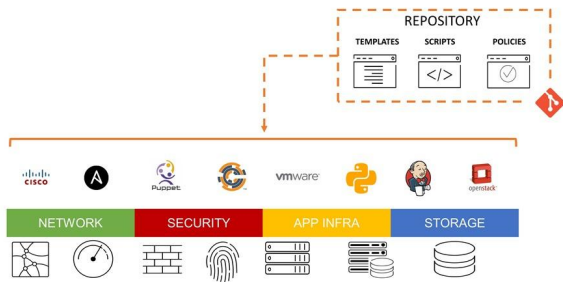 REPOSITORY
TEMPLATES SCRIPTS POLICIES
</>
CISCO
A
Puppet
vmware
openstack
NETWORK SECURITY APP INFRA STORAGE